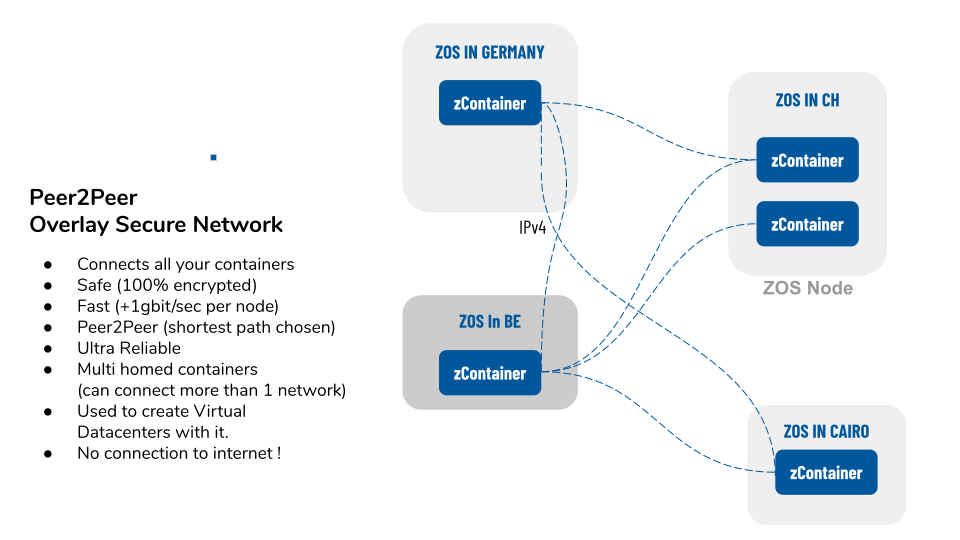 Peer2Peer
Overlay Secure Network
● Connects all your containers
● Safe (100% encrypted)
● Fast (+1gbit/sec per node)
● Peer2Peer (shortest path chosen)
● Ultra Reliable
● Multi homed containers
(can connect more than 1 network)
● Used to create Virtual
Datacenters with it.
● No connection to internet !
ZOS IN GERMANY
zContainer
IPv4
ZOS In BE
zContainer
ZOS IN CH
zContainer
zContainer
ZOS Node
ZOS IN CAIRO
zContainer